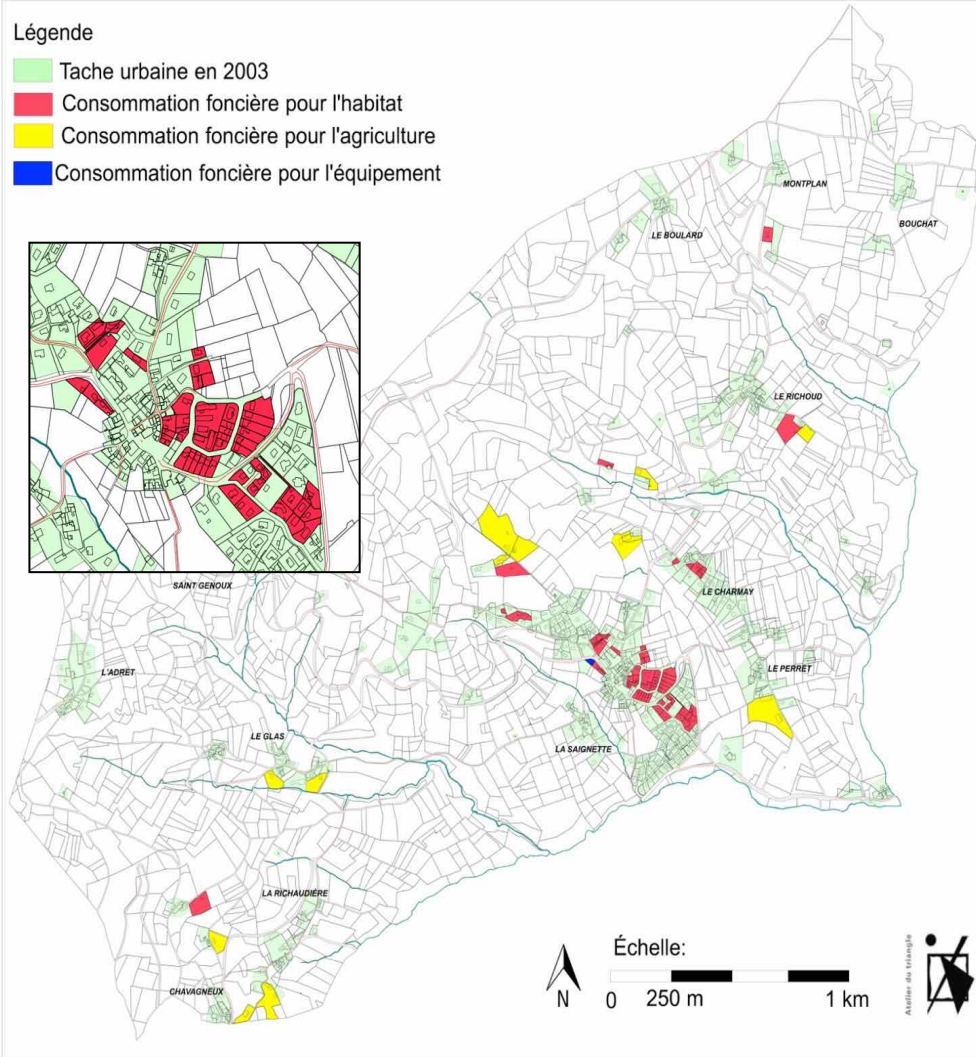 Légende
Tache urbaine en 2003
Consommation foncière pour l'habitat
Consommation foncière pour l'agriculture
Consommation foncière pour l'équipement
MONTPLAN
BOUCHAT
LE BOULARD
LE RICHOUD
SAINT GENOUX
LE CHARMAY
L'ADRET
LE PERRET
LE GLAS
LA SAIGNETTE
LA RICHAUDIÈRE
CHAVAGNEUX
N
Échelle:
0 250 m 1 km
Atelier du triangle